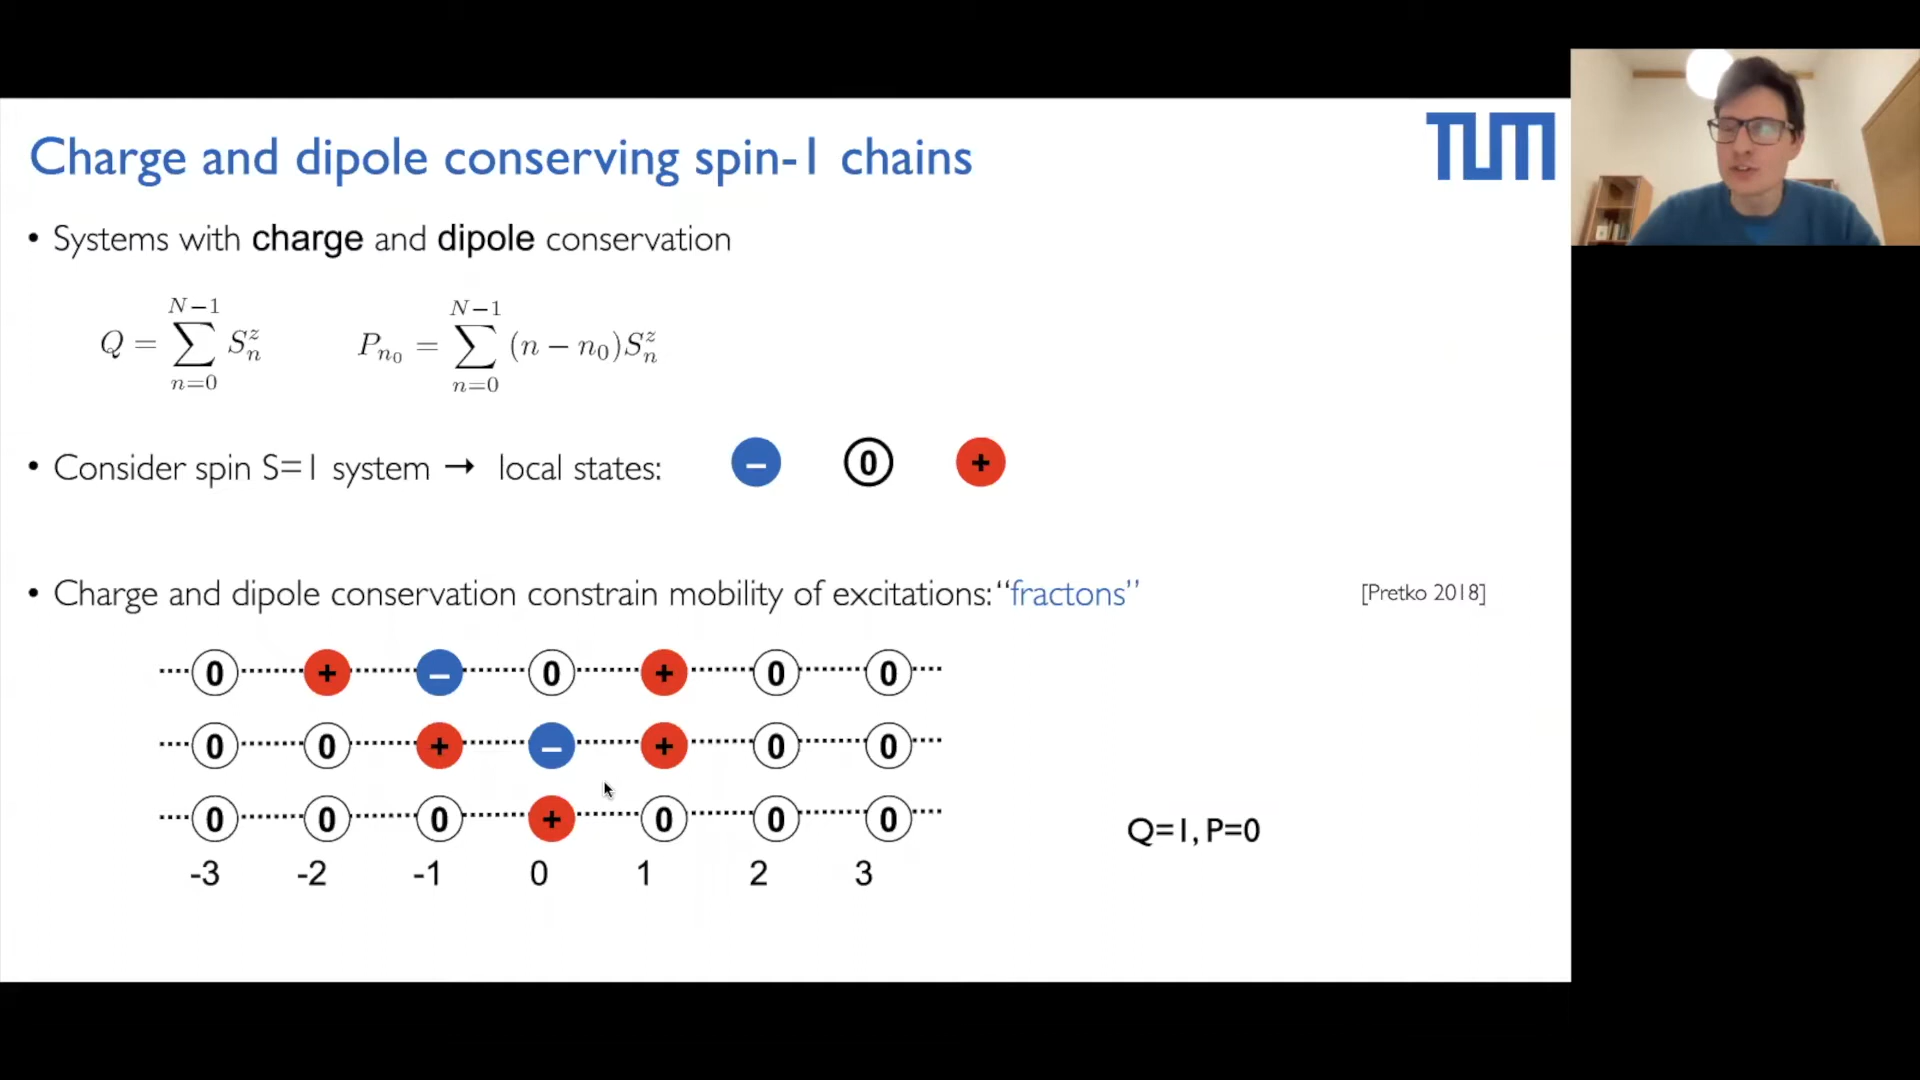 Charge and dipole conserving spin-1 chains
TUM
• Systems with charge and dipole conservation
Q = \sum_{n=0}^{N-1} S_n^z    P_{n_0} = \sum_{n=0}^{N-1} (n - n_0) S_n^z
• Consider spin S=1 system → local states: – 0 +
• Charge and dipole conservation constrain mobility of excitations: “fractons” [Pretko 2018]
0 + – 0 + 0 0
0 0 + – + 0 0
0 0 0 + 0 0 0
Q=1, P=0
-3 -2 -1 0 1 2 3